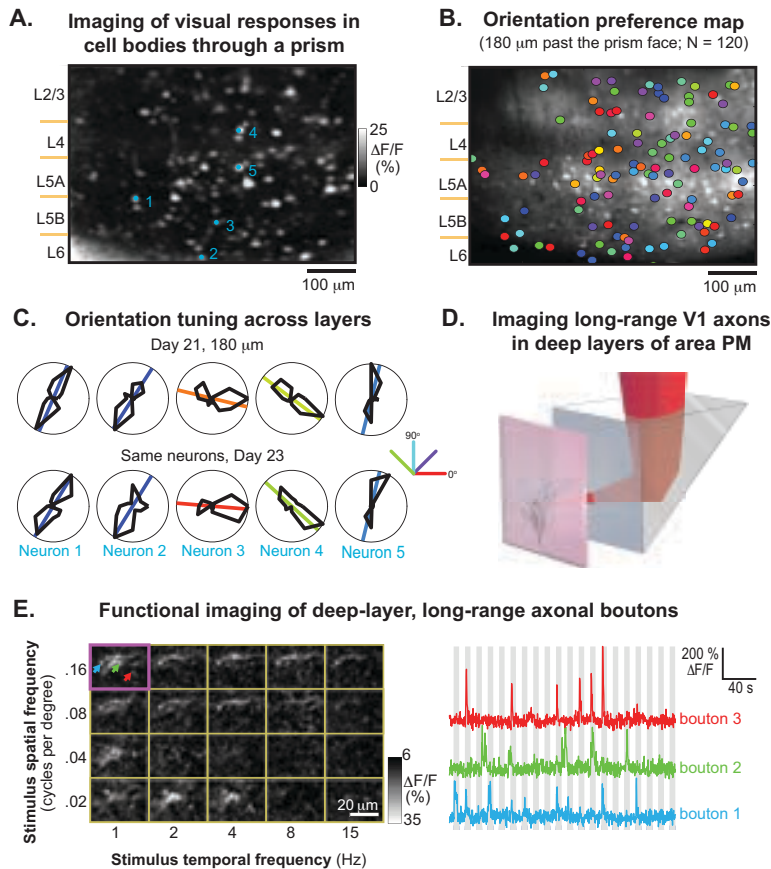 A. Imaging of visual responses in
cell bodies through a prism
L2/3
L4
L5A
L5B
L6
4
5
1
3
2
25
ΔF/F
(%)
0
100 µm
B. Orientation preference map
(180 µm past the prism face; N = 120)
L2/3
L4
L5A
L5B
L6
100 µm
C. Orientation tuning across layers
Day 21, 180 µm
Same neurons, Day 23
90°
0°
Neuron 1 Neuron 2 Neuron 3 Neuron 4 Neuron 5
D. Imaging long-range V1 axons
in deep layers of area PM
E. Functional imaging of deep-layer, long-range axonal boutons
Stimulus spatial frequency
(cycles per degree)
.16
.08
.04
.02
1 2 4 8 15
Stimulus temporal frequency (Hz)
6
ΔF/F
(%)
35
20 µm
200 %
ΔF/F
40 s
bouton 3
bouton 2
bouton 1